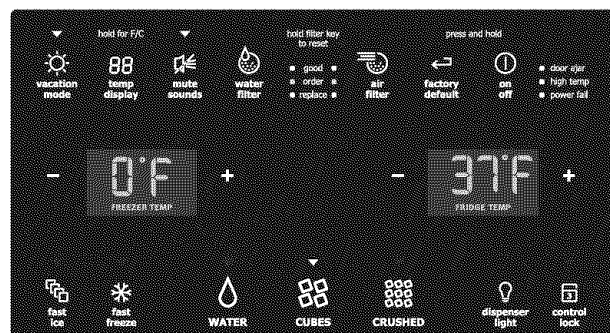 hold for F/C
hold filter key
to reset
press and hold
88
vacation
mode
temp
display
mute
sounds
water
filter
good
order
replace
air
filter
factory
default
on
off
door ajar
high temp
power fail
0°F
FREEZER TEMP
37°F
FRIDGE TEMP
- +
- +
fast
ice
fast
freeze
WATER
CUBES
CRUSHED
dispenser
light
control
lock